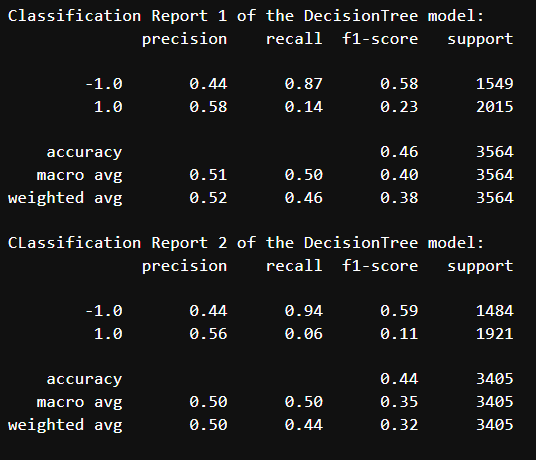 Classification Report 1 of the DecisionTree model:
precision recall f1-score support
-1.0 0.44 0.87 0.58 1549
1.0 0.58 0.14 0.23 2015
accuracy 0.46 3564
macro avg 0.51 0.50 0.40 3564
weighted avg 0.52 0.46 0.38 3564
CLassification Report 2 of the DecisionTree model:
precision recall f1-score support
-1.0 0.44 0.94 0.59 1484
1.0 0.56 0.06 0.11 1921
accuracy 0.44 3405
macro avg 0.50 0.50 0.35 3405
weighted avg 0.50 0.44 0.32 3405